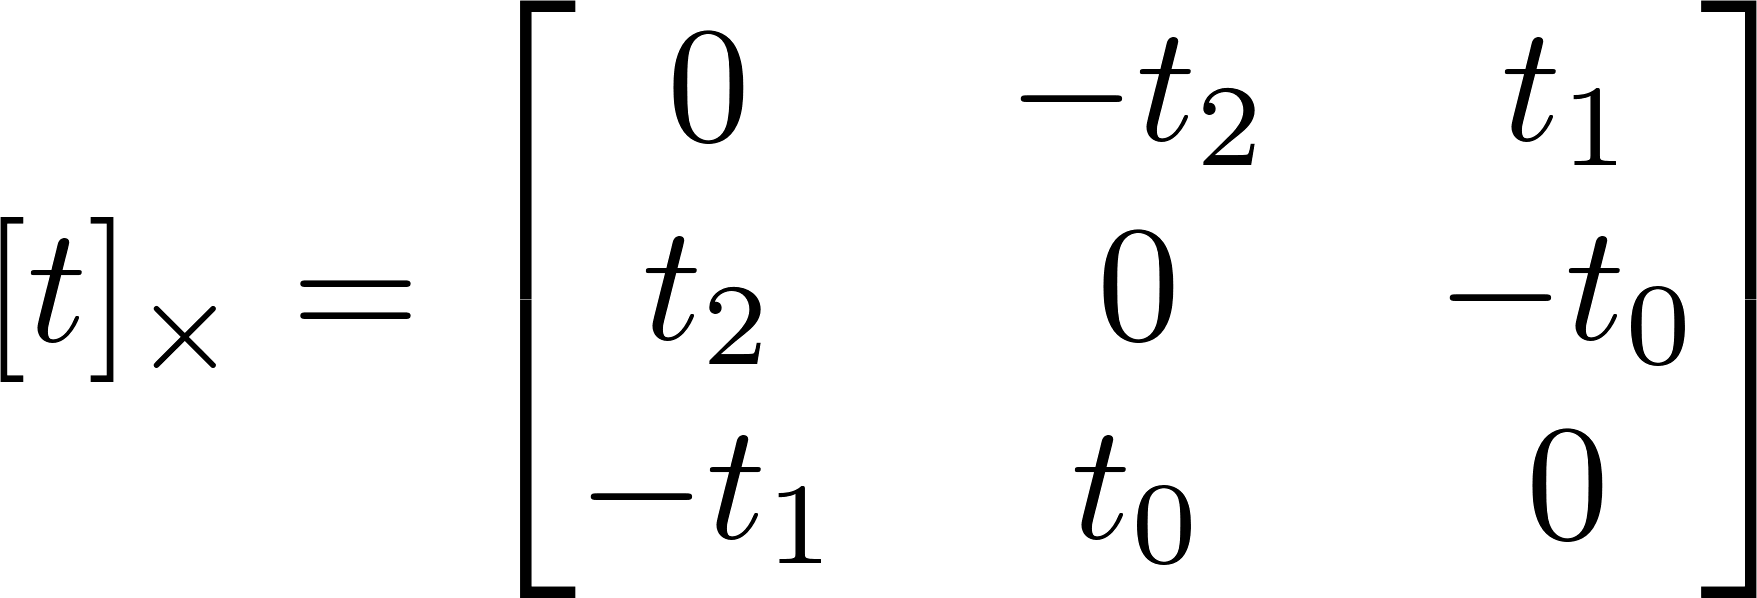 0 −t₂ t₁
[t]ₓ = t₂ 0 −t₀
−t₁ t₀ 0